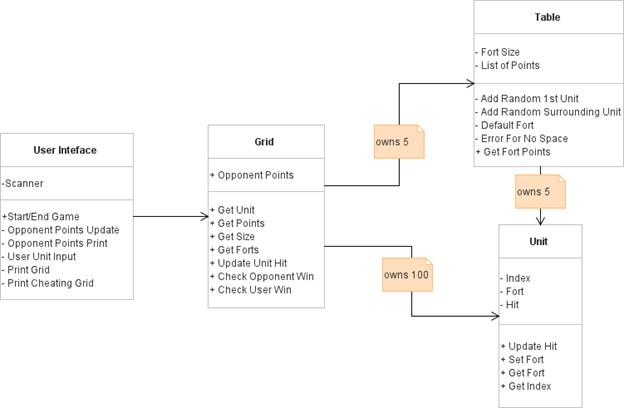 Table
- Fort Size
- List of Points
- Add Random 1st Unit
- Add Random Surrounding Unit
- Default Fort
- Error For No Space
+ Get Fort Points
owns 5
User Inteface
-Scanner
+Start/End Game
- Opponent Points Update
- Opponent Points Print
- User Unit Input
- Print Grid
- Print Cheating Grid
Grid
+ Opponent Points
+ Get Unit
+ Get Points
+ Get Size
+ Get Forts
+ Update Unit Hit
+ Check Opponent Win
+ Check User Win
owns 5
owns 100
Unit
- Index
- Fort
- Hit
+ Update Hit
+ Set Fort
+ Get Fort
+ Get Index